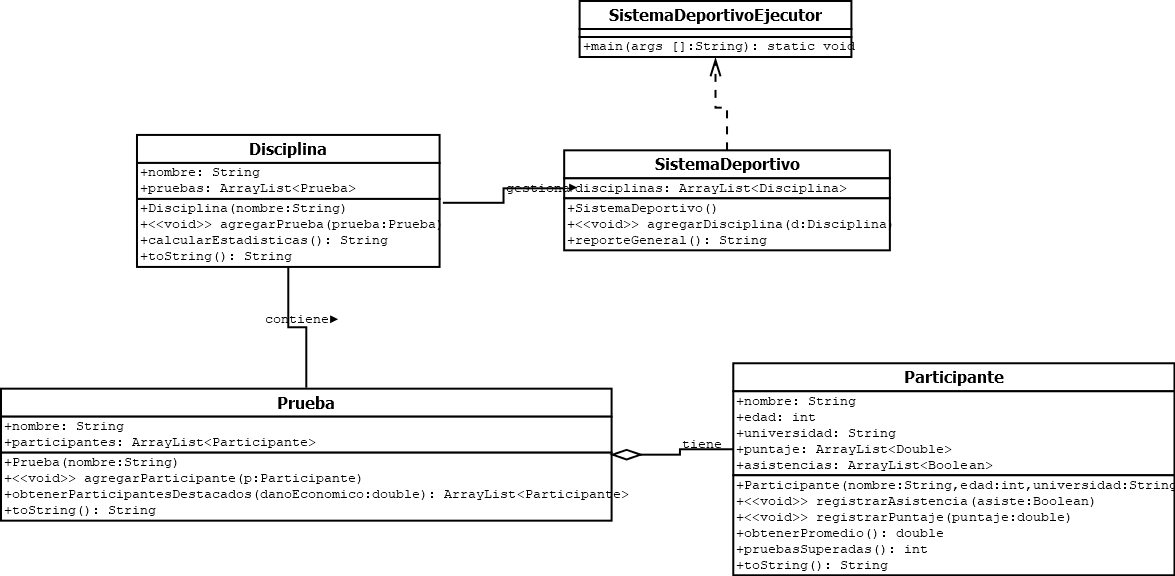 SistemaDeportivoEjecutor
+main(args []:String): static void
Disciplina
+nombre: String
+pruebas: ArrayList<Prueba>
+Disciplina(nombre:String)
+<<void>> agregarPrueba(prueba:Prueba)
+calcularEstadisticas(): String
+toString(): String
gestiona
SistemaDeportivo
disciplinas: ArrayList<Disciplina>
+SistemaDeportivo()
+<<void>> agregarDisciplina(d:Disciplina
+reporteGeneral(): String
contiene
Prueba
+nombre: String
+participantes: ArrayList<Participante>
+Prueba(nombre:String)
+<<void>> agregarParticipante(p:Participante)
+obtenerParticipantesDestacados(danoEconomico:double): ArrayList<Participante>
+toString(): String
tiene
Participante
+nombre: String
+edad: int
+universidad: String
+puntaje: ArrayList<Double>
+asistencias: ArrayList<Boolean>
+Participante(nombre:String,edad:int,universidad:String
+<<void>> registrarAsistencia(asiste:Boolean)
+<<void>> registrarPuntaje(puntaje:double)
+obtenerPromedio(): double
+pruebasSuperadas(): int
+toString(): String